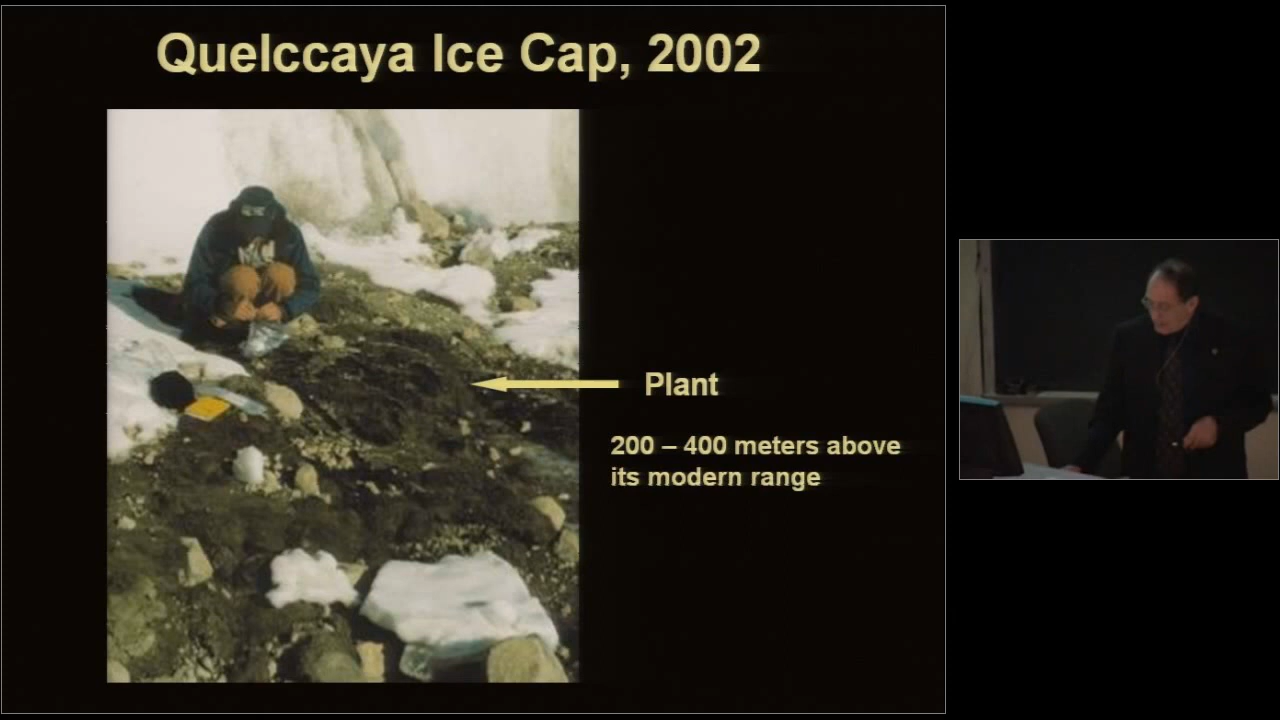 Quelccaya Ice Cap, 2002
Plant
200 – 400 meters above
its modern range